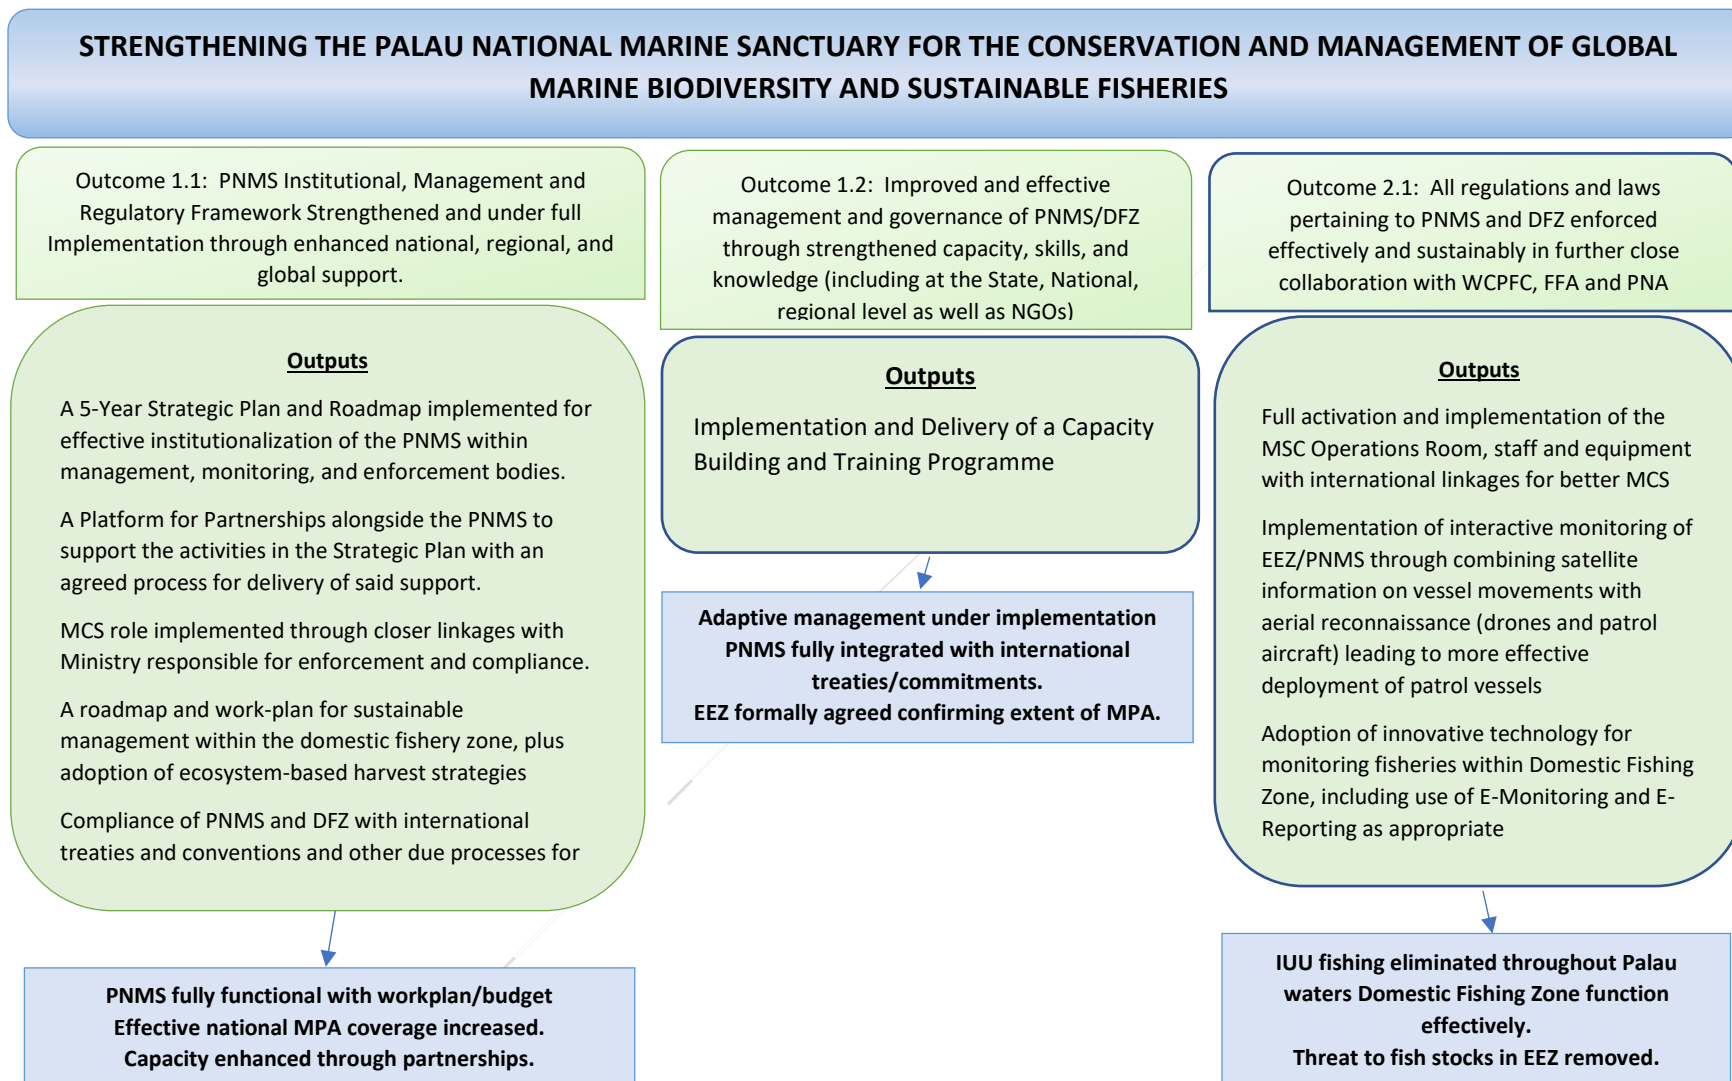 STRENGTHENING THE PALAU NATIONAL MARINE SANCTUARY FOR THE CONSERVATION AND MANAGEMENT OF GLOBAL
MARINE BIODIVERSITY AND SUSTAINABLE FISHERIES
Outcome 1.1: PNMS Institutional, Management and
Regulatory Framework Strengthened and under full
Implementation through enhanced national, regional, and
global support.
Outputs
A 5-Year Strategic Plan and Roadmap implemented for
effective institutionalization of the PNMS within
management, monitoring, and enforcement bodies.
A Platform for Partnerships alongside the PNMS to
support the activities in the Strategic Plan with an
agreed process for delivery of said support.
MCS role implemented through closer linkages with
Ministry responsible for enforcement and compliance.
A roadmap and work-plan for sustainable
management within the domestic fishery zone, plus
adoption of ecosystem-based harvest strategies
Compliance of PNMS and DFZ with international
treaties and conventions and other due processes for
PNMS fully functional with workplan/budget
Effective national MPA coverage increased.
Capacity enhanced through partnerships.
Outcome 1.2: Improved and effective
management and governance of PNMS/DFZ
through strengthened capacity, skills, and
knowledge (including at the State, National,
regional level as well as NGOs)
Outputs
Implementation and Delivery of a Capacity
Building and Training Programme
Adaptive management under implementation
PNMS fully integrated with international
treaties/commitments.
EEZ formally agreed confirming extent of MPA.
Outcome 2.1: All regulations and laws
pertaining to PNMS and DFZ enforced
effectively and sustainably in further close
collaboration with WCPFC, FFA and PNA
Outputs
Full activation and implementation of the
MSC Operations Room, staff and equipment
with international linkages for better MCS
Implementation of interactive monitoring of
EEZ/PNMS through combining satellite
information on vessel movements with
aerial reconnaissance (drones and patrol
aircraft) leading to more effective
deployment of patrol vessels
Adoption of innovative technology for
monitoring fisheries within Domestic Fishing
Zone, including use of E-Monitoring and E-
Reporting as appropriate
IUU fishing eliminated throughout Palau
waters Domestic Fishing Zone function
effectively.
Threat to fish stocks in EEZ removed.